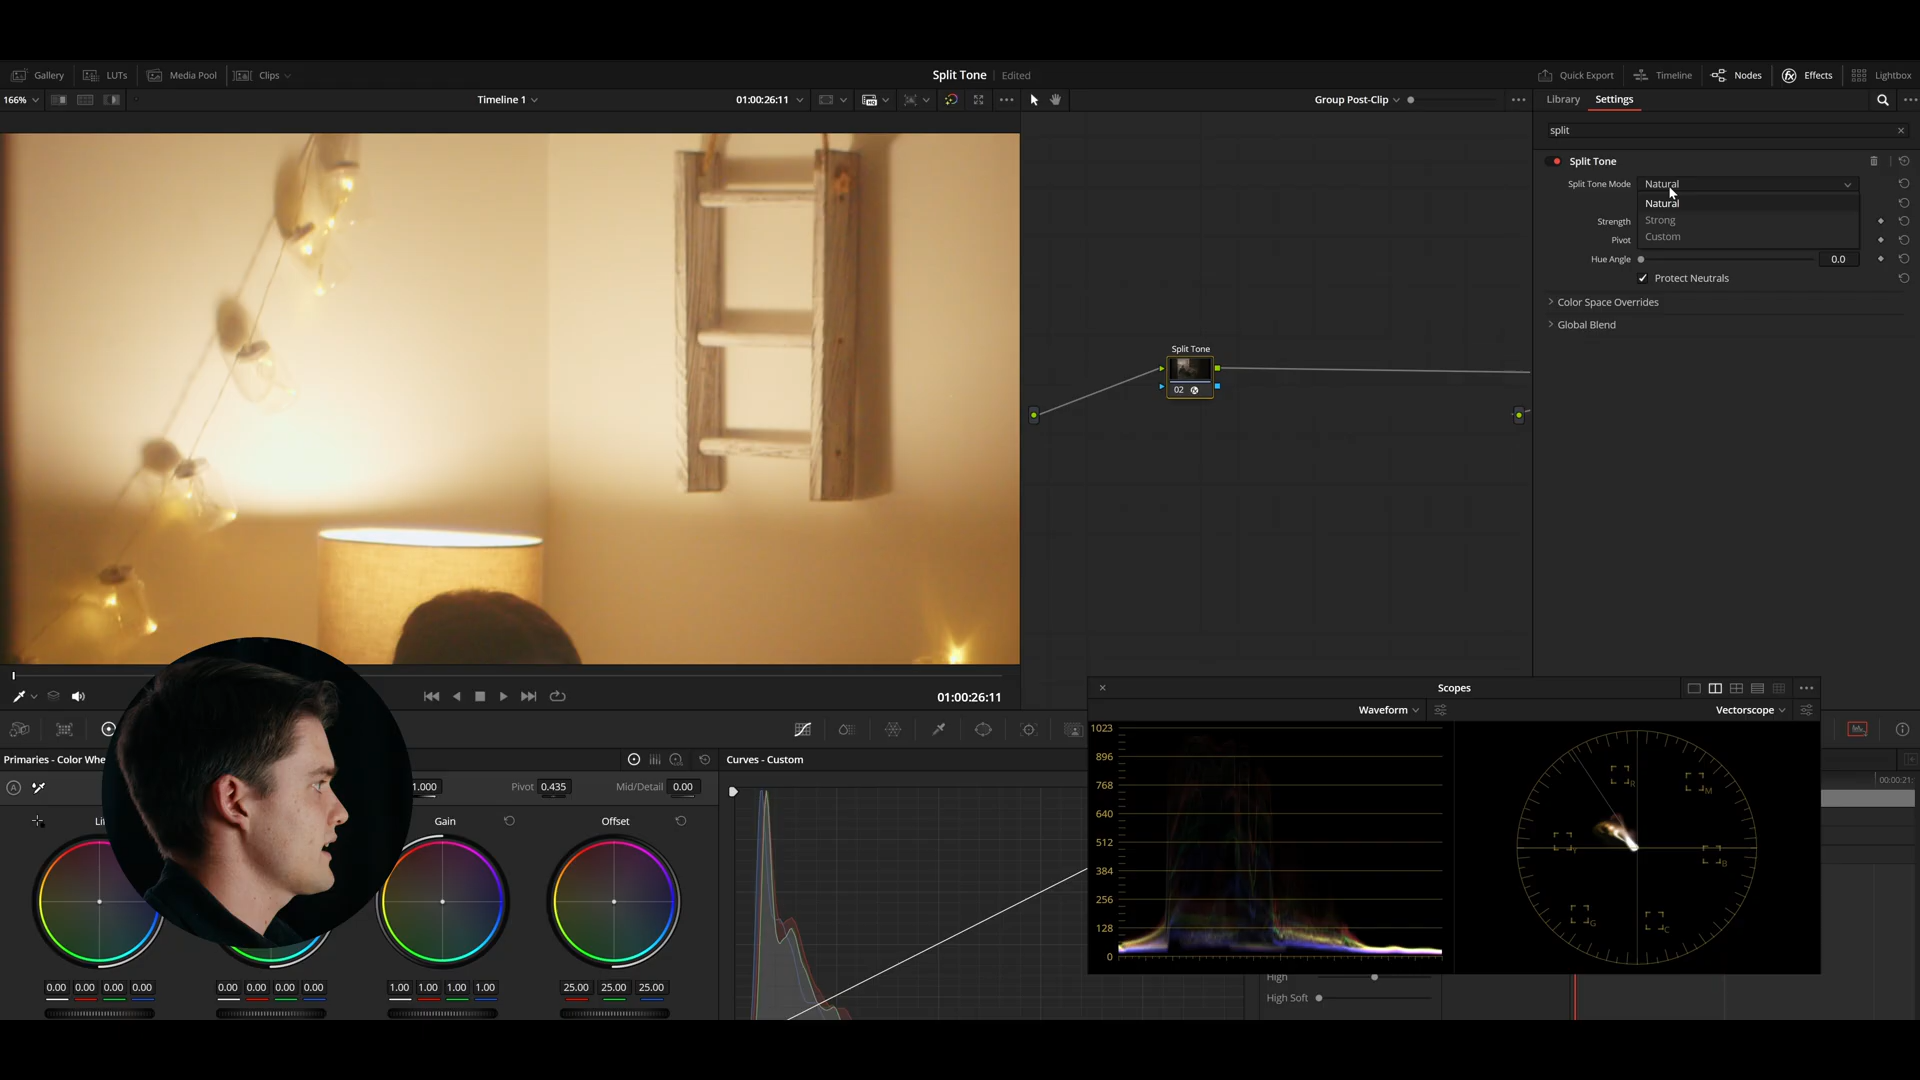 Gallery LUTs Media Pool Clips Split Tone Edited Quick Export Timeline Nodes Effects Lightbox
166% Timeline 1 01:00:26:11 Group Post-Clip Library Settings
split
Split Tone
Split Tone Mode Natural
Natural
Strength Strong
Pivot Custom
Hue Angle 0.0
Protect Neutrals
Color Space Overrides
Global Blend
Split Tone
02
01:00:26:11
Scopes
Waveform Vectorscope
Primaries - Color Whe
Curves - Custom
1.000 Pivot 0.435 Mid/Detail 0.00
Gain Offset
0.00 0.00 0.00 0.00 0.00 0.00 0.00 0.00 1.00 1.00 1.00 1.00 25.00 25.00 25.00
1023
896
768
640
512
384
256
128
0
R
M
Y
B
G
C
00:00:21:
High
High Soft